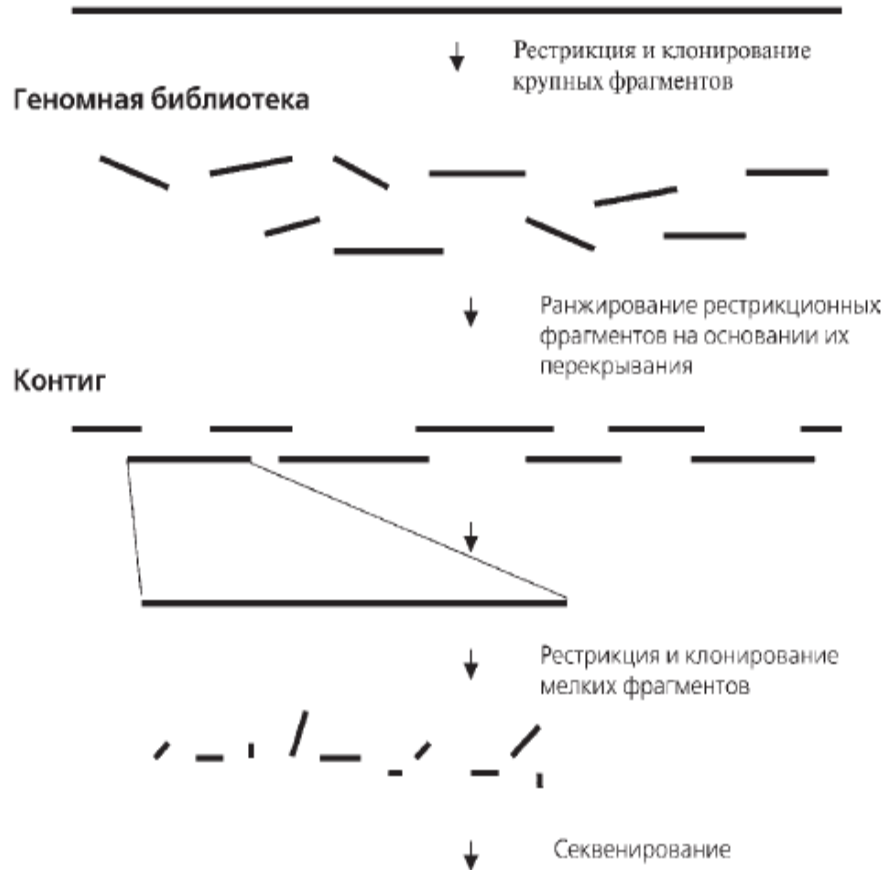 Рестрикция и клонирование
крупных фрагментов
Геномная библиотека
Ранжирование рестрикционных
фрагментов на основании их
перекрывания
Контиг
Рестрикция и клонирование
мелких фрагментов
Секвенирование